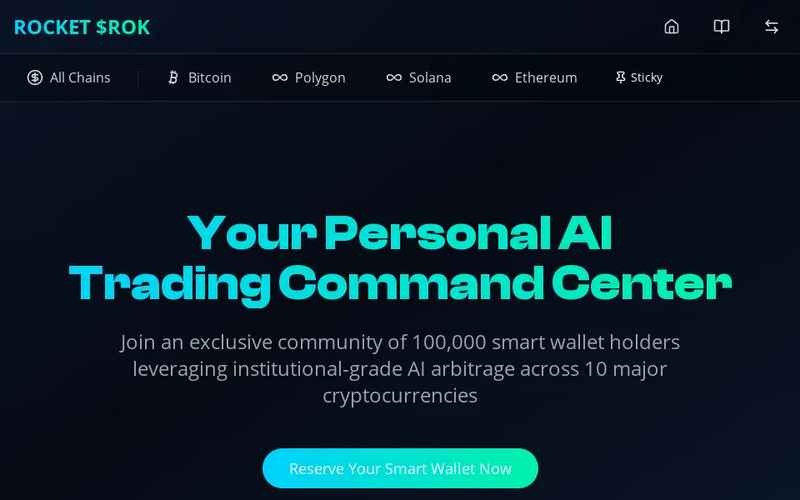 ROCKET $ROK
All Chains
Bitcoin
Polygon
Solana
Ethereum
Sticky
Your Personal AI
Trading Command Center
Join an exclusive community of 100,000 smart wallet holders
leveraging institutional-grade AI arbitrage across 10 major
cryptocurrencies
Reserve Your Smart Wallet Now